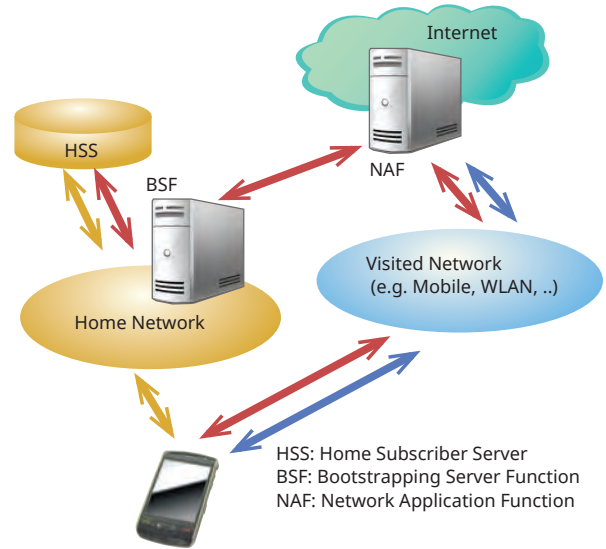 Internet
HSS
BSF
NAF
Visited Network
(e.g. Mobile, WLAN, ..)
Home Network
HSS: Home Subscriber Server
BSF: Bootstrapping Server Function
NAF: Network Application Function